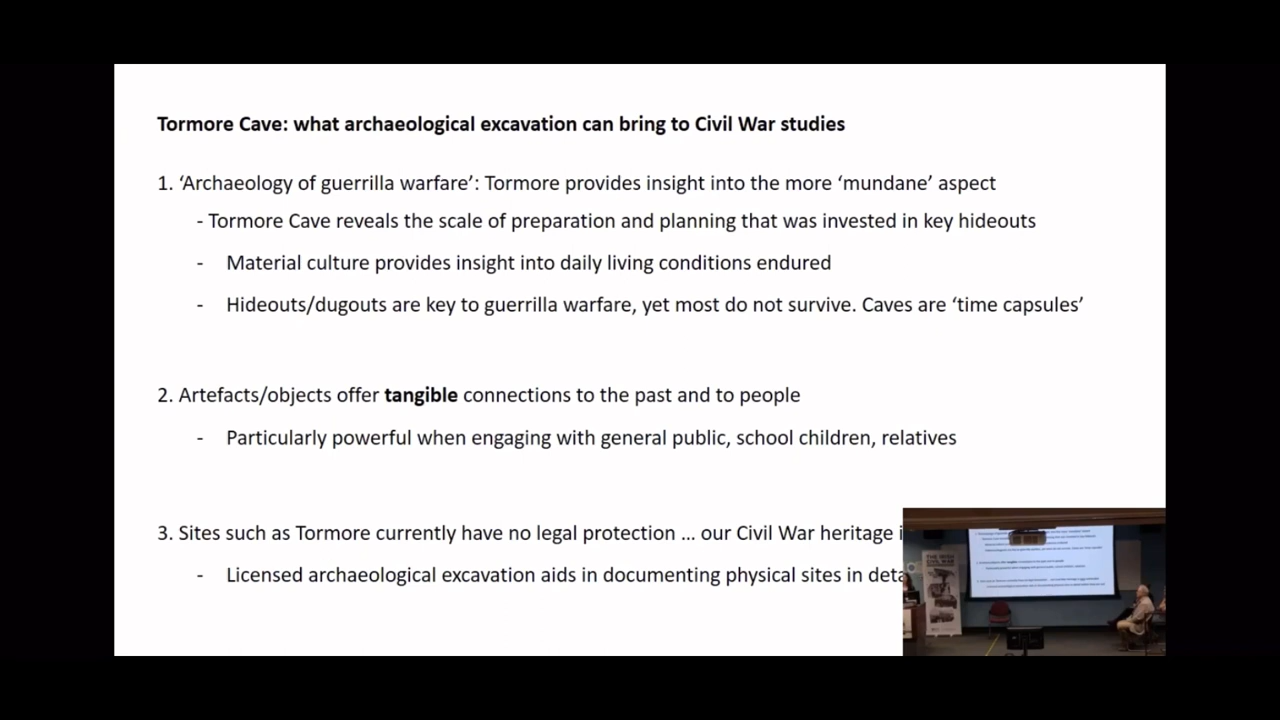 Tormore Cave: what archaeological excavation can bring to Civil War studies
1. ‘Archaeology of guerrilla warfare’: Tormore provides insight into the more ‘mundane’ aspect
- Tormore Cave reveals the scale of preparation and planning that was invested in key hideouts
- Material culture provides insight into daily living conditions endured
- Hideouts/dugouts are key to guerrilla warfare, yet most do not survive. Caves are ‘time capsules’
2. Artefacts/objects offer tangible connections to the past and to people
- Particularly powerful when engaging with general public, school children, relatives
3. Sites such as Tormore currently have no legal protection ... our Civil War heritage
- Licensed archaeological excavation aids in documenting physical sites in
THE IRISH
CIVIL WAR